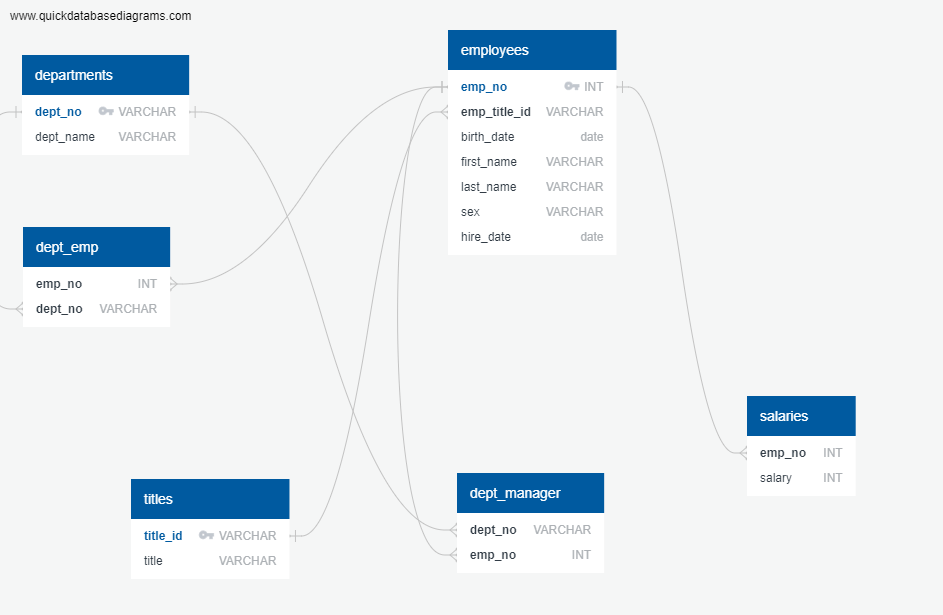 www.quickdatabasediagrams.com
departments
dept_no VARCHAR
dept_name VARCHAR
employees
emp_no INT
emp_title_id VARCHAR
birth_date date
first_name VARCHAR
last_name VARCHAR
sex VARCHAR
hire_date date
dept_emp
emp_no INT
dept_no VARCHAR
salaries
emp_no INT
salary INT
titles
title_id VARCHAR
title VARCHAR
dept_manager
dept_no VARCHAR
emp_no INT